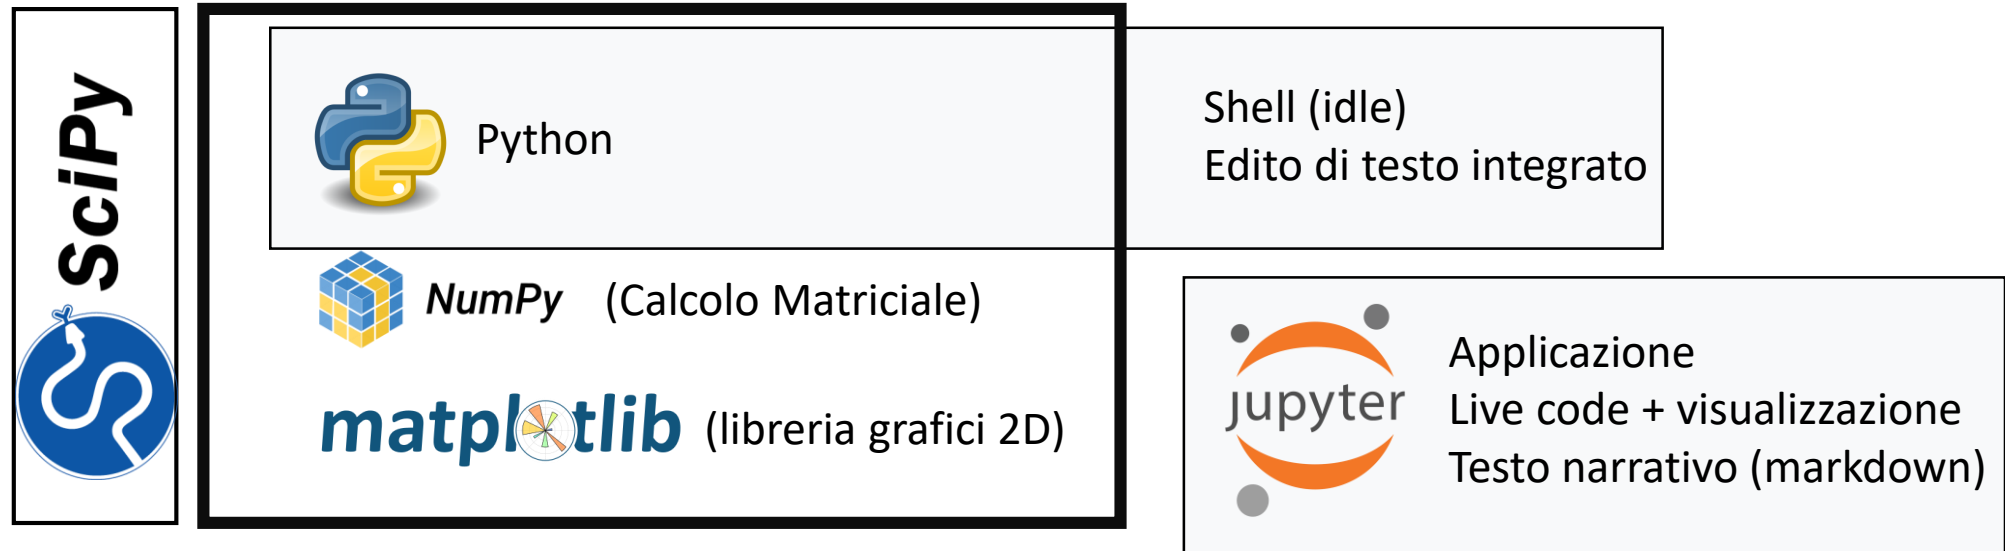 SciPy
Python
Shell (idle)
Edito di testo integrato
NumPy (Calcolo Matriciale)
matplotlib (libreria grafici 2D)
jupyter
Applicazione
Live code + visualizzazione
Testo narrativo (markdown)